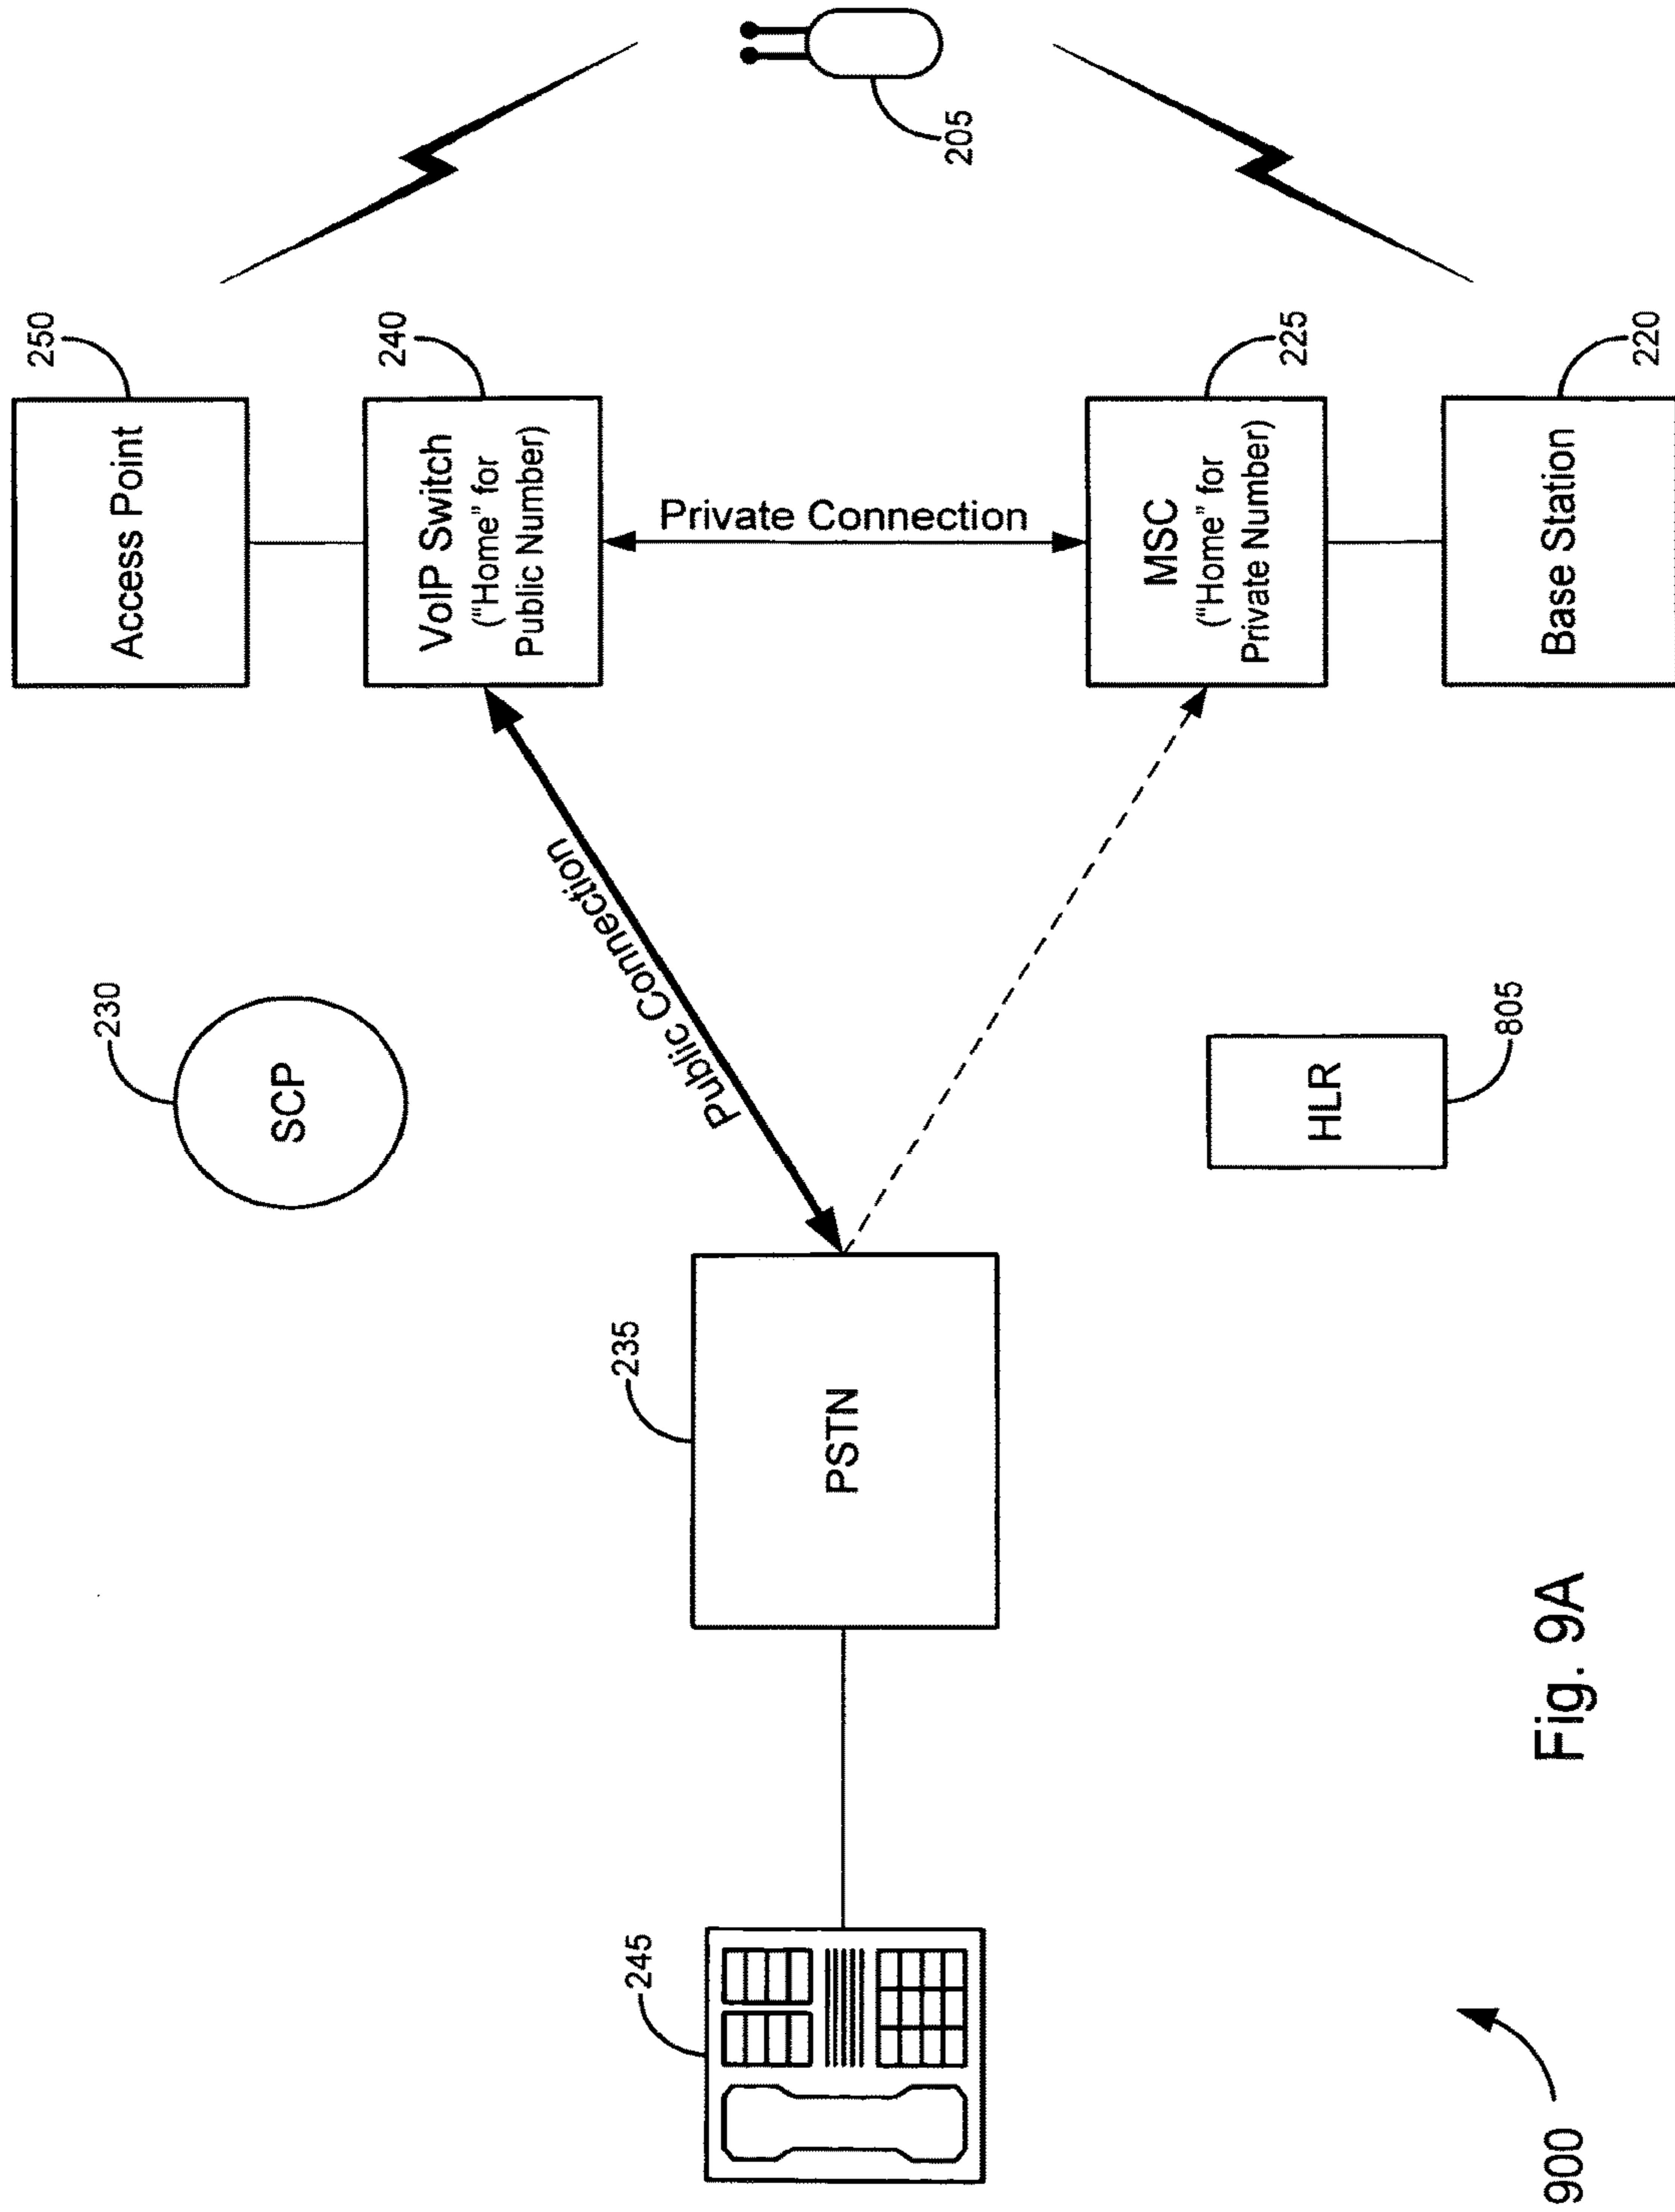 250
Access Point
240
VoIP Switch
("Home" for
Public Number)
205
Private Connection
225
MSC
("Home" for
Private Number)
220
Base Station
Public Connection
230
SCP
805
HLR
235
PSTN
245
900
Fig. 9A